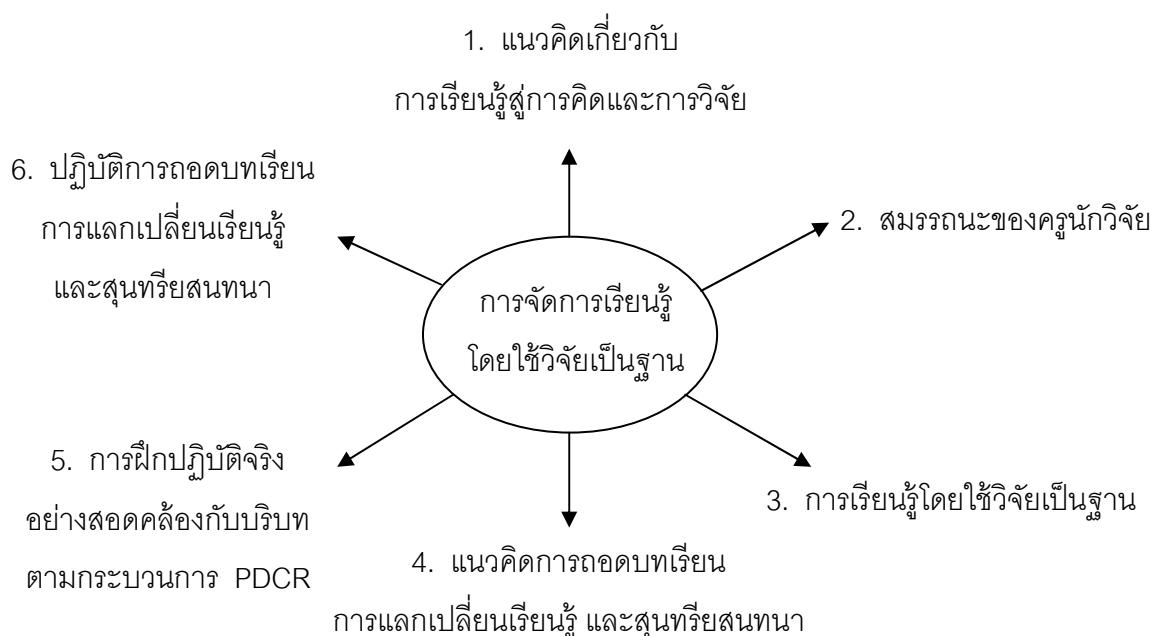 1. แนวคิดเกี่ยวกับ
การเรียนรู้สู่การคิดและการวิจัย
2. สมรรถนะของครูนักวิจัย
3. การเรียนรู้โดยใช้วิจัยเป็นฐาน
4. แนวคิดการถอดบทเรียน
การแลกเปลี่ยนเรียนรู้ และสุนทรียสนทนา
5. การฝึกปฏิบัติจริง
อย่างสอดคล้องกับบริบท
ตามกระบวนการ PDCR
6. ปฏิบัติการถอดบทเรียน
การแลกเปลี่ยนเรียนรู้
และสุนทรียสนทนา
การจัดการเรียนรู้
โดยใช้วิจัยเป็นฐาน